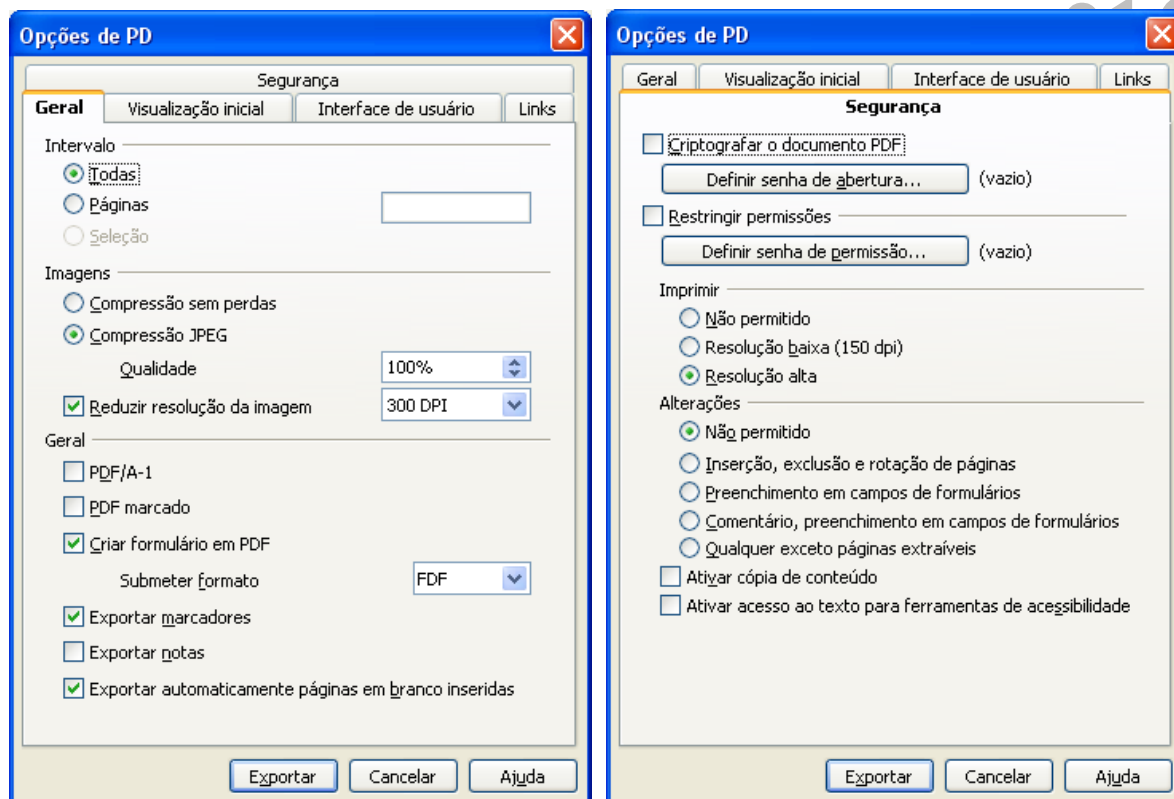 Opções de PD
Segurança
Geral Visualização inicial Interface de usuário Links
Intervalo
Todas
Páginas
Seleção
Imagens
Compressão sem perdas
Compressão JPEG
Qualidade 100%
Reduzir resolução da imagem 300 DPI
Geral
PDF/A-1
PDF marcado
Criar formulário em PDF
Submeter formato FDF
Exportar marcadores
Exportar notas
Exportar automaticamente páginas em branco inseridas
Exportar Cancelar Ajuda
Opções de PD
Geral Visualização inicial Interface de usuário Links
Segurança
Criptografar o documento PDF
Definir senha de abertura... (vazio)
Restringir permissões
Definir senha de permissão... (vazio)
Imprimir
Não permitido
Resolução baixa (150 dpi)
Resolução alta
Alterações
Não permitido
Inserção, exclusão e rotação de páginas
Preenchimento em campos de formulários
Comentário, preenchimento em campos de formulários
Qualquer exceto páginas extraíveis
Ativar cópia de conteúdo
Ativar acesso ao texto para ferramentas de acessibilidade
Exportar Cancelar Ajuda